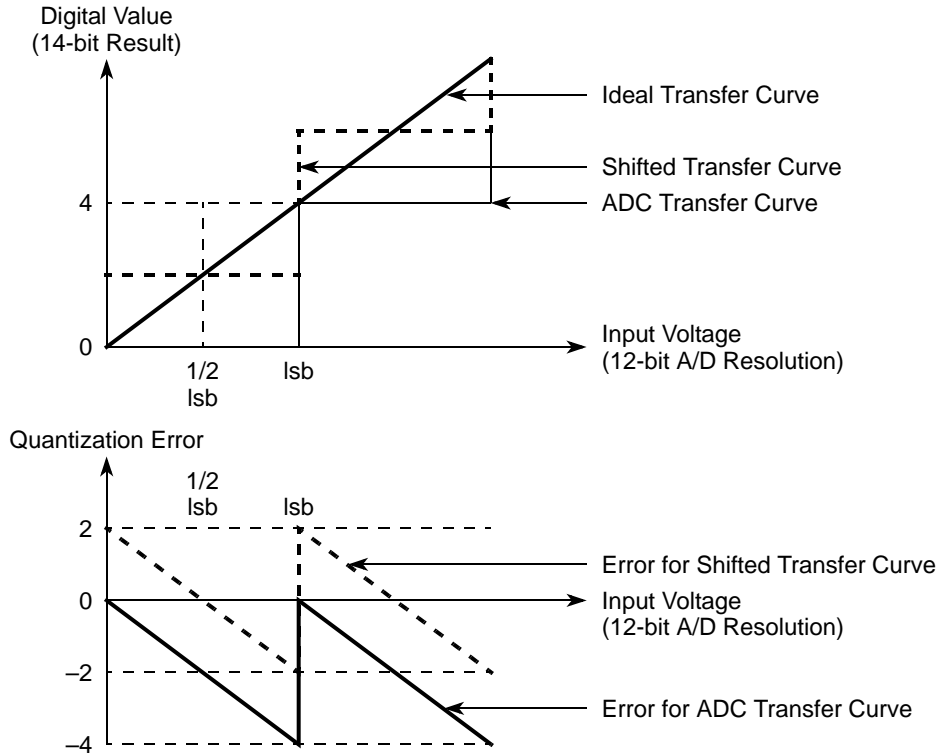 Digital Value
(14-bit Result)
Ideal Transfer Curve
Shifted Transfer Curve
4
ADC Transfer Curve
0
Input Voltage
(12-bit A/D Resolution)
1/2
lsb
lsb
Quantization Error
1/2
lsb
lsb
2
Error for Shifted Transfer Curve
0
Input Voltage
(12-bit A/D Resolution)
–2
Error for ADC Transfer Curve
–4